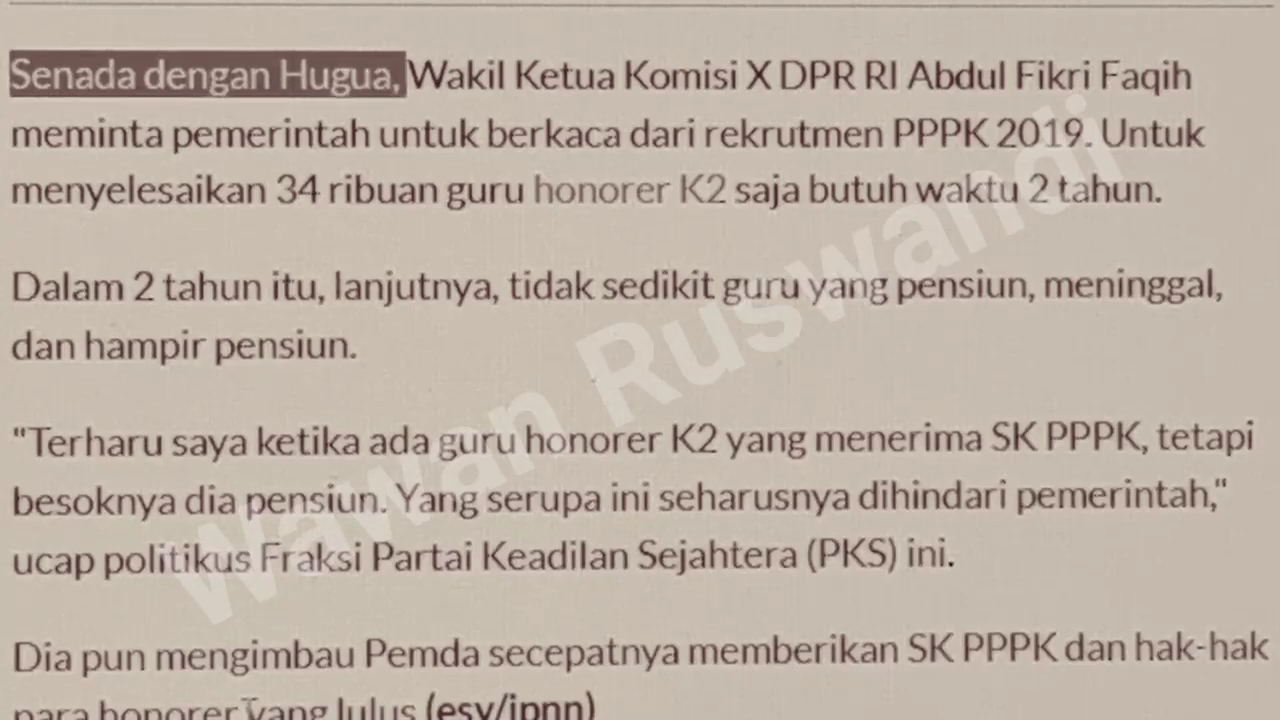 Senada dengan Hugua, Wakil Ketua Komisi X DPR RI Abdul Fikri Faqih
meminta pemerintah untuk berkaca dari rekrutmen PPPK 2019. Untuk
menyelesaikan 34 ribuan guru honorer K2 saja butuh waktu 2 tahun.
Dalam 2 tahun itu, lanjutnya, tidak sedikit guru yang pensiun, meninggal,
dan hampir pensiun.
"Terharu saya ketika ada guru honorer K2 yang menerima SK PPPK, tetapi
besoknya dia pensiun. Yang serupa ini seharusnya dihindari pemerintah,"
ucap politikus Fraksi Partai Keadilan Sejahtera (PKS) ini.
Dia pun mengimbau Pemda secepatnya memberikan SK PPPK dan hak-hak
para honorer yang lulus (esy/jpnn)
Wawan Ruswandi